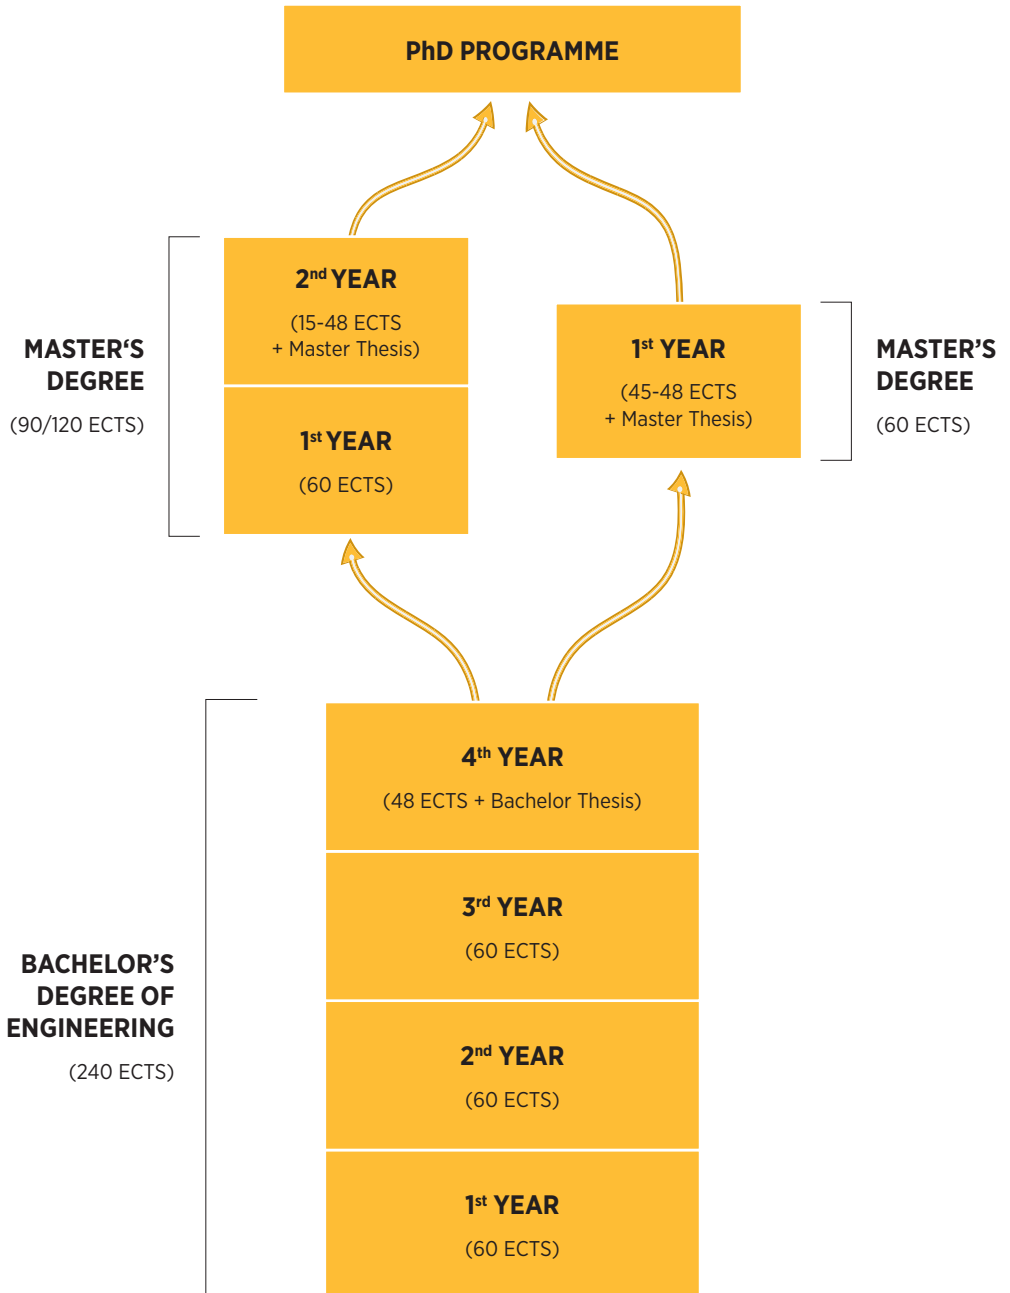 PhD PROGRAMME
MASTER‘S
DEGREE
(90/120 ECTS)
2nd YEAR
(15-48 ECTS
+ Master Thesis)
1st YEAR
(60 ECTS)
1st YEAR
(45-48 ECTS
+ Master Thesis)
MASTER’S
DEGREE
(60 ECTS)
4th YEAR
(48 ECTS + Bachelor Thesis)
3rd YEAR
(60 ECTS)
BACHELOR’S
DEGREE OF
ENGINEERING
(240 ECTS)
2nd YEAR
(60 ECTS)
1st YEAR
(60 ECTS)